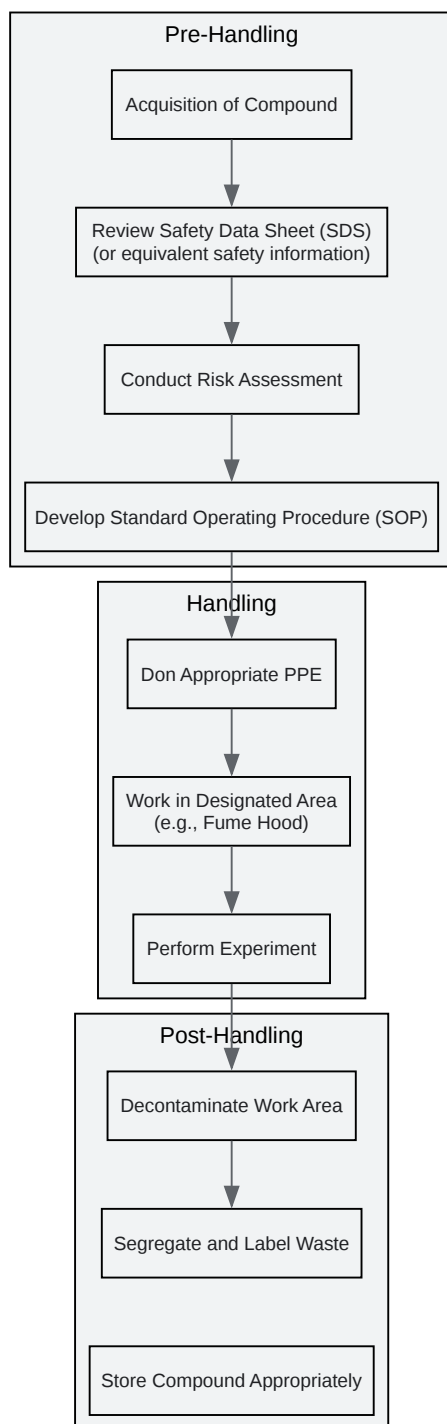 Pre-Handling
Acquisition of Compound
Review Safety Data Sheet (SDS)
(or equivalent safety information)
Conduct Risk Assessment
Develop Standard Operating Procedure (SOP)
Handling
Don Appropriate PPE
Work in Designated Area
(e.g., Fume Hood)
Perform Experiment
Post-Handling
Decontaminate Work Area
Segregate and Label Waste
Store Compound Appropriately